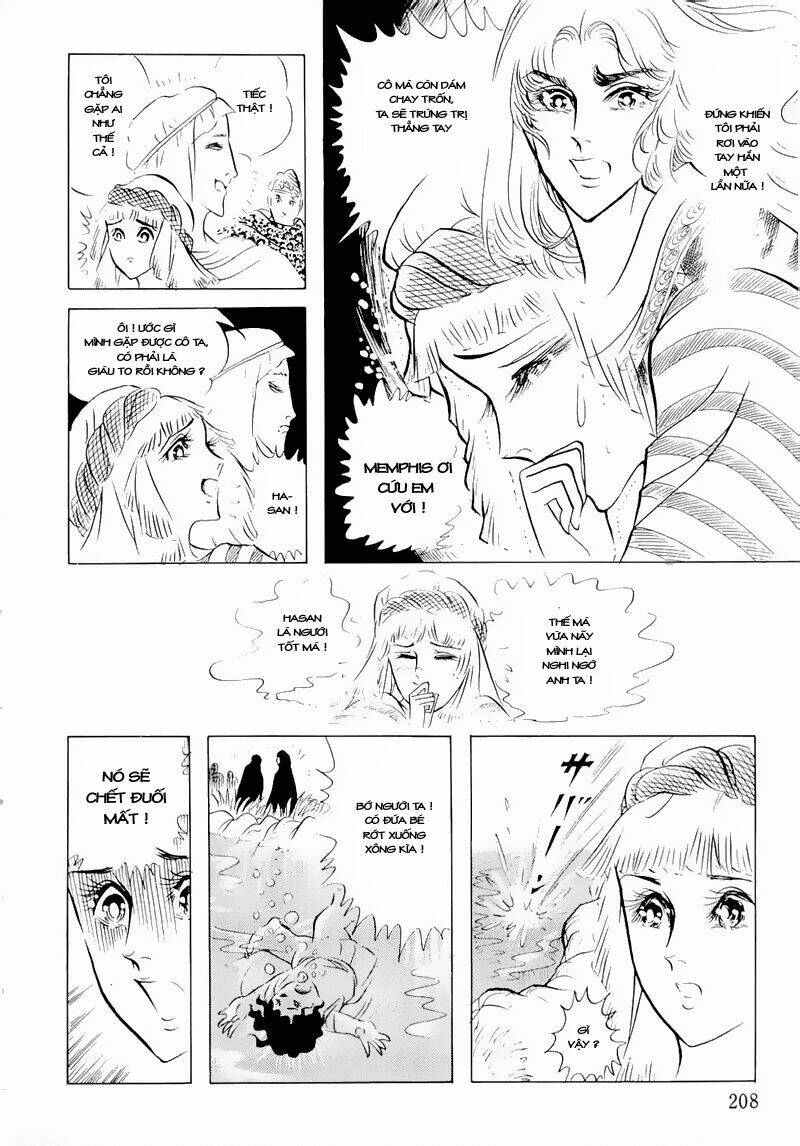 ĐỪNG KHIẾN
TÔI PHẢI
RƠI VÀO
TAY HẮN
MỘT
LẦN NỮA !
CÔ MÀ CÒN DÁM
CHẠY TRỐN,
TA SẼ TRỪNG TRỊ
THẲNG TAY
MEMPHIS ƠI
CỨU EM
VỚI !
TIẾC
THẬT !
TÔI
CHẲNG
GẶP AI
NHƯ
THẾ
CẢ !
ÔI ! ƯỚC GÌ
MÌNH GẶP ĐƯỢC CÔ TA,
CÓ PHẢI LÀ
GIÀU TO RỒI KHÔNG ?
HA-
SAN !
THẾ MÀ
VỪA NÃY
MÌNH LẠI
NGHI NGỜ
ANH TA !
HASAN
LÀ NGƯỜI
TỐT MÀ !
GÌ
VẬY ?
BỚ NGƯỜI TA !
CÓ ĐỨA BÉ
RỚT XUỐNG
XÔNG KÌA !
NÓ SẼ
CHẾT ĐUỐI
MẤT !
208